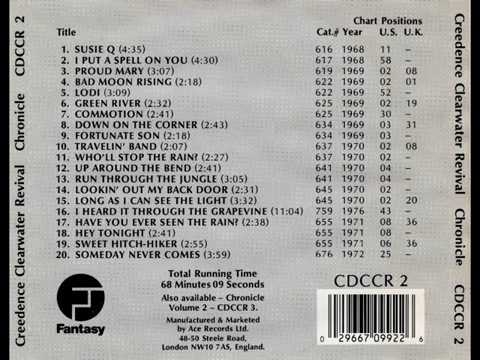 Creedence Clearwater Revival Chronicle CDCCR 2
Chart Positions
Title Cat.# Year U.S. U.K.
1. SUSIE Q (4:35) 616 1968 11 –
2. I PUT A SPELL ON YOU (4:30) 617 1968 58 –
3. PROUD MARY (3:07) 619 1969 02 08
4. BAD MOON RISING (2:18) 622 1969 02 01
5. LODI (3:09) 622 1969 52 –
6. GREEN RIVER (2:32) 625 1969 02 19
7. COMMOTION (2:41) 625 1969 30 –
8. DOWN ON THE CORNER (2:43) 634 1969 03 31
9. FORTUNATE SON (2:18) 634 1969 03 –
10. TRAVELIN' BAND (2:07) 637 1970 02 08
11. WHO'LL STOP THE RAIN? (2:27) 637 1970 02 –
12. UP AROUND THE BEND (2:41) 641 1970 04 –
13. RUN THROUGH THE JUNGLE (3:05) 641 1970 04 –
14. LOOKIN' OUT MY BACK DOOR (2:31) 645 1970 02 –
15. LONG AS I CAN SEE THE LIGHT (3:32) 645 1970 02 20
16. I HEARD IT THROUGH THE GRAPEVINE (11:04) 759 1976 43 –
17. HAVE YOU EVER SEEN THE RAIN? (2:38) 655 1971 08 36
18. HEY TONIGHT (2:41) 655 1971 08 –
19. SWEET HITCH-HIKER (2:55) 655 1971 06 36
20. SOMEDAY NEVER COMES (3:59) 676 1972 25 –
Fantasy
Total Running Time
68 Minutes 09 Seconds
Also available – Chronicle
Volume 2 – CDCCR 3.
Manufactured & Marketed
by Ace Records Ltd.
48-50 Steele Road,
London NW10 7AS, England.
CDCCR 2
0 29667 09922 6
Creedence Clearwater Revival Chronicle CDCCR 2